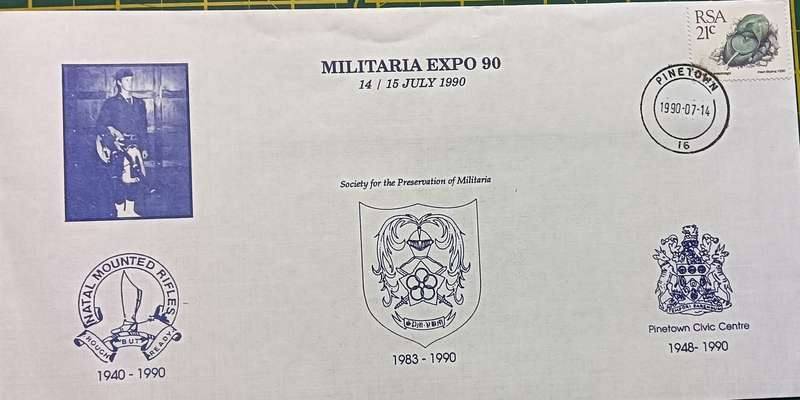 MILITARIA EXPO 90
14 / 15 JULY 1990
RSA
21c
PINETOWN
1990-07-14
16
Society for the Preservation of Militaria
NATAL MOUNTED RIFLES
ROUGH BUT READY
1940 - 1990
1983 - 1990
Pinetown Civic Centre
1948- 1990